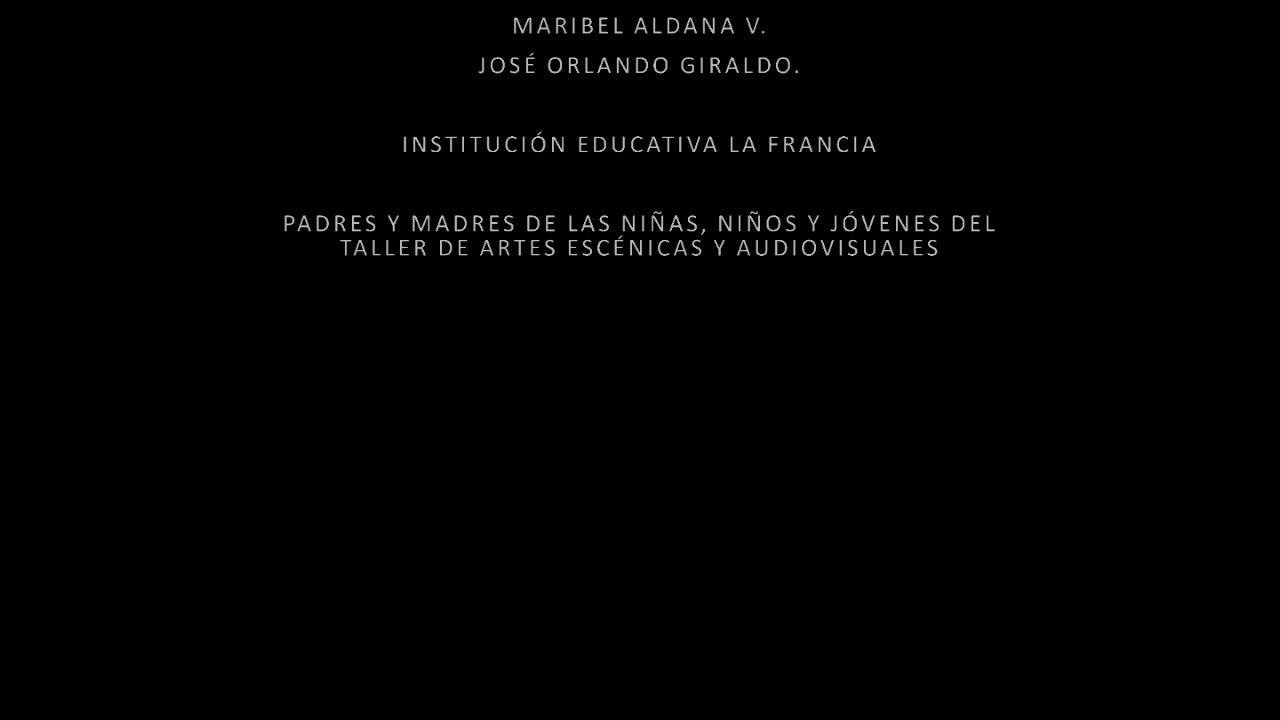 MARIBEL ALDANA V.
JOSÉ ORLANDO GIRALDO.
INSTITUCIÓN EDUCATIVA LA FRANCIA
PADRES Y MADRES DE LAS NIÑAS, NIÑOS Y JÓVENES DEL
TALLER DE ARTES ESCÉNICAS Y AUDIOVISUALES